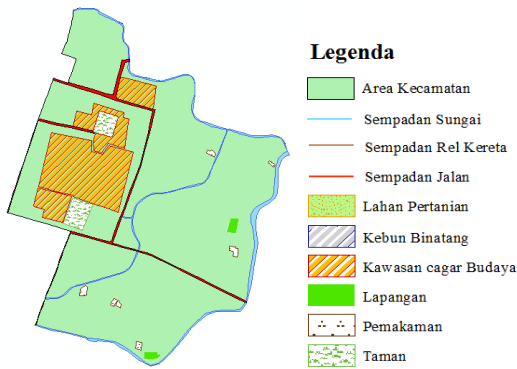 Legenda
Area Kecamatan
Sempadan Sungai
Sempadan Rel Kereta
Sempadan Jalan
Lahan Pertanian
Kebun Binatang
Kawasan cagar Budaya
Lapangan
Pemakaman
Taman